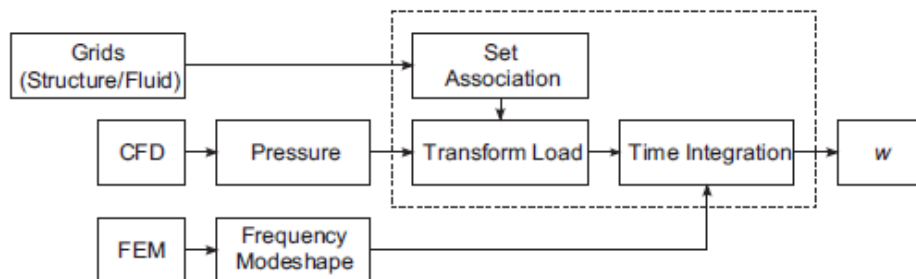 Grids
(Structure/Fluid)
Set
Association
CFD
Pressure
Transform Load
Time Integration
w
FEM
Frequency
Modeshape